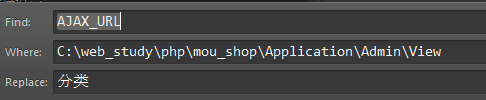 Find: AJAX_URL
Where: C:\web_study\php\mou_shop\Application\Admin\View
Replace: 分类